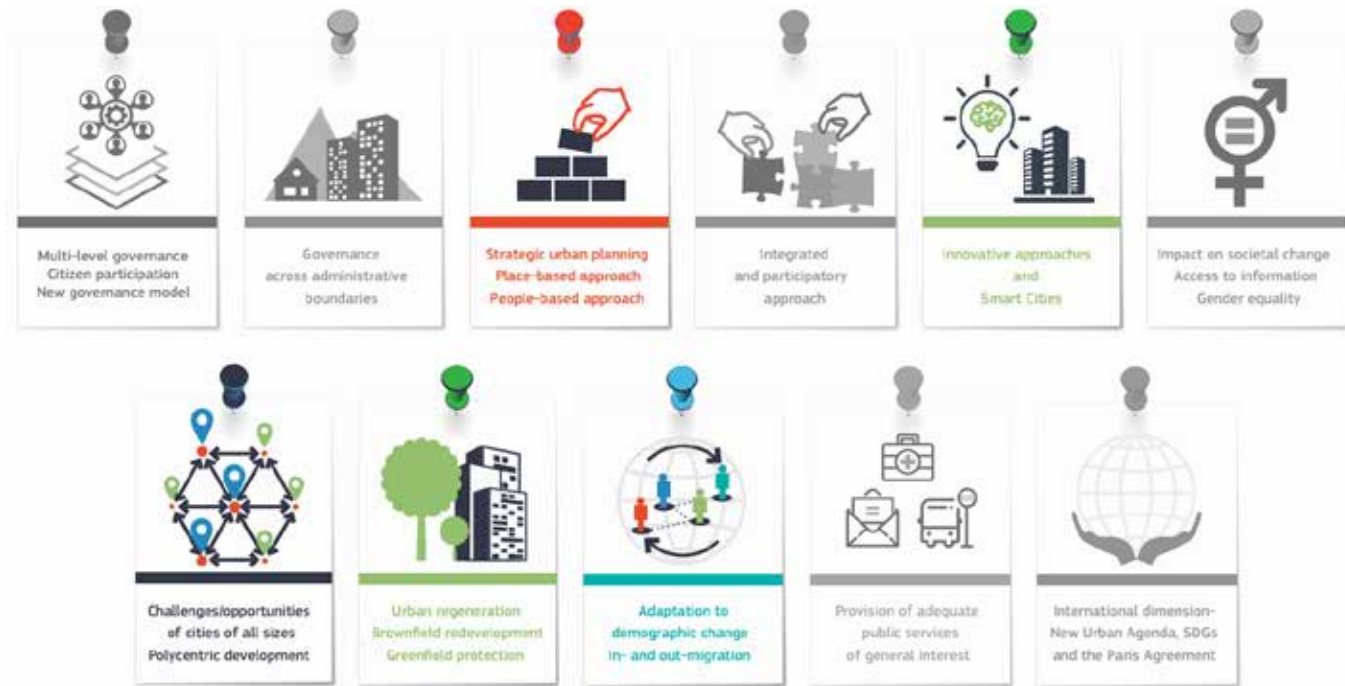 Multi-level governance
Citizen participation
New governance model
Governance
across administrative
boundaries
Strategic urban planning
Place-based approach
People-based approach
Integrated
and participatory
approach
Innovative approaches
and
Smart Cities
Impact on societal change
Access to information
Gender equality
Challenges/opportunities
of cities of all sizes
Polycentric development
Urban regeneration
Brownfield redevelopment
Greenfield protection
Adaptation to
demographic change
in- and out-migration
Provision of adequate
public services
of general interest
International dimension-
New Urban Agenda, SDGs
and the Paris Agreement